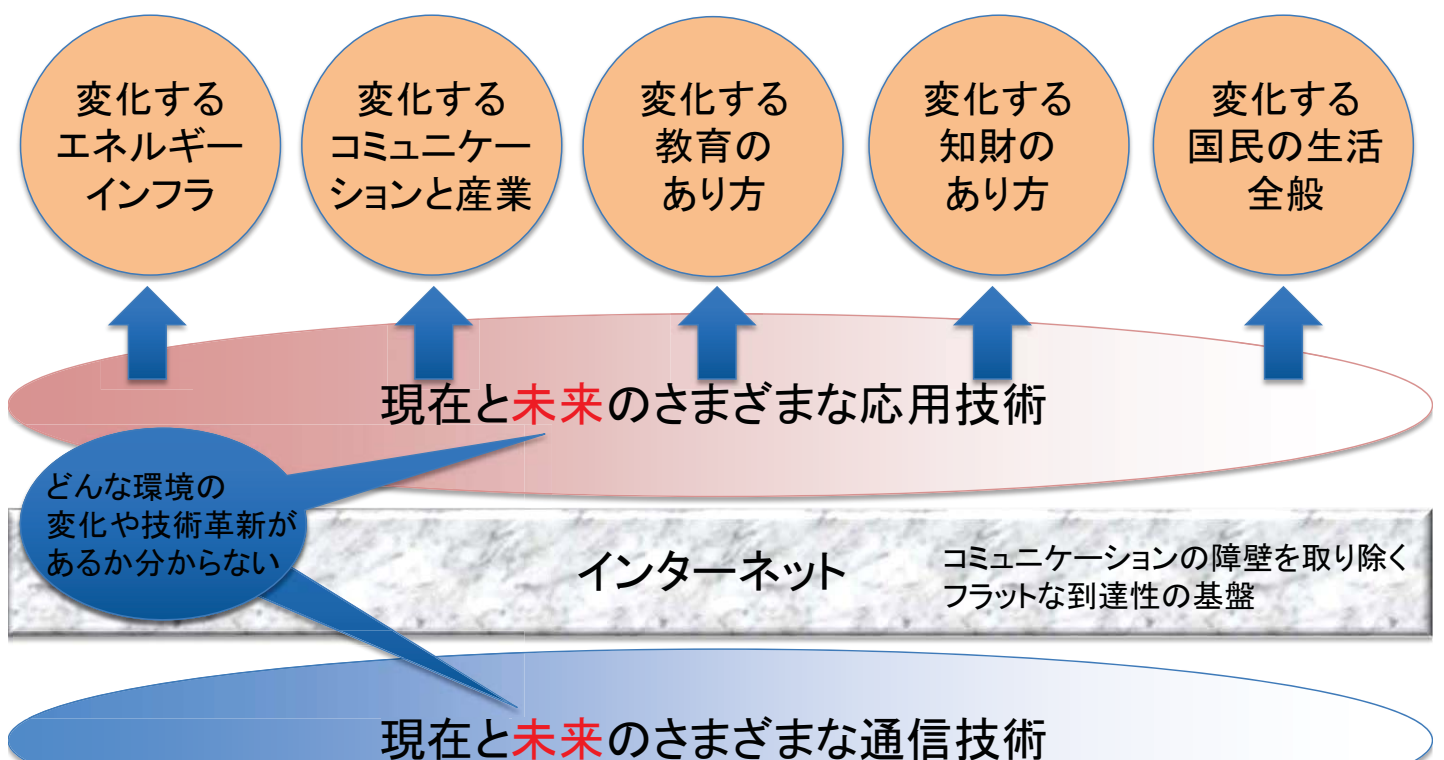 変化する
エネルギー
インフラ
変化する
コミュニケー
ションと産業
変化する
教育の
あり方
変化する
知財の
あり方
変化する
国民の生活
全般
現在と未来のさまざまな応用技術
どんな環境の
変化や技術革新が
あるか分からない
インターネット
コミュニケーションの障壁を取り除く
フラットな到達性の基盤
現在と未来のさまざまな通信技術